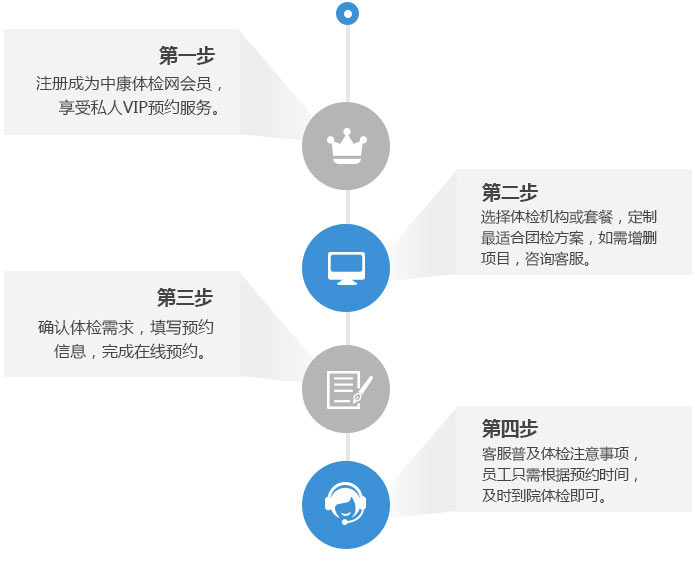 第一步
注册成为中康体检网会员，
享受私人VIP预约服务。
第二步
选择体检机构或套餐，定制
最适合团检方案，如需增删
项目，咨询客服。
第三步
确认体检需求，填写预约
信息，完成在线预约。
第四步
客服普及体检注意事项，
员工只需根据预约时间，
及时到院体检即可。